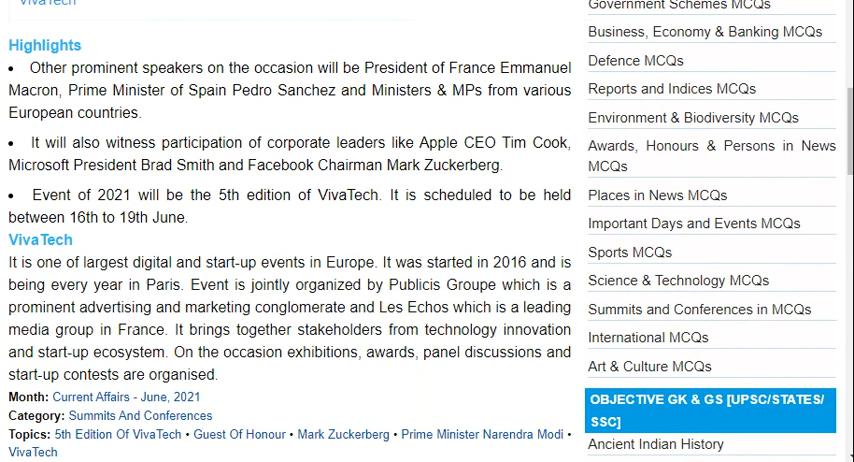 VivaTech
Highlights
• Other prominent speakers on the occasion will be President of France Emmanuel
Macron, Prime Minister of Spain Pedro Sanchez and Ministers & MPs from various
European countries.
• It will also witness participation of corporate leaders like Apple CEO Tim Cook,
Microsoft President Brad Smith and Facebook Chairman Mark Zuckerberg.
• Event of 2021 will be the 5th edition of VivaTech. It is scheduled to be held
between 16th to 19th June.
VivaTech
It is one of largest digital and start-up events in Europe. It was started in 2016 and is
being every year in Paris. Event is jointly organized by Publicis Groupe which is a
prominent advertising and marketing conglomerate and Les Echos which is a leading
media group in France. It brings together stakeholders from technology innovation
and start-up ecosystem. On the occasion exhibitions, awards, panel discussions and
start-up contests are organised.
Month: Current Affairs - June, 2021
Category: Summits And Conferences
Topics: 5th Edition Of VivaTech • Guest Of Honour • Mark Zuckerberg • Prime Minister Narendra Modi •
VivaTech
Government Schemes MCQs
Business, Economy & Banking MCQs
Defence MCQs
Reports and Indices MCQs
Environment & Biodiversity MCQs
Awards, Honours & Persons in News
MCQs
Places in News MCQs
Important Days and Events MCQs
Sports MCQs
Science & Technology MCQs
Summits and Conferences in MCQs
International MCQs
Art & Culture MCQs
OBJECTIVE GK & GS [UPSC/STATES/
SSC]
Ancient Indian History